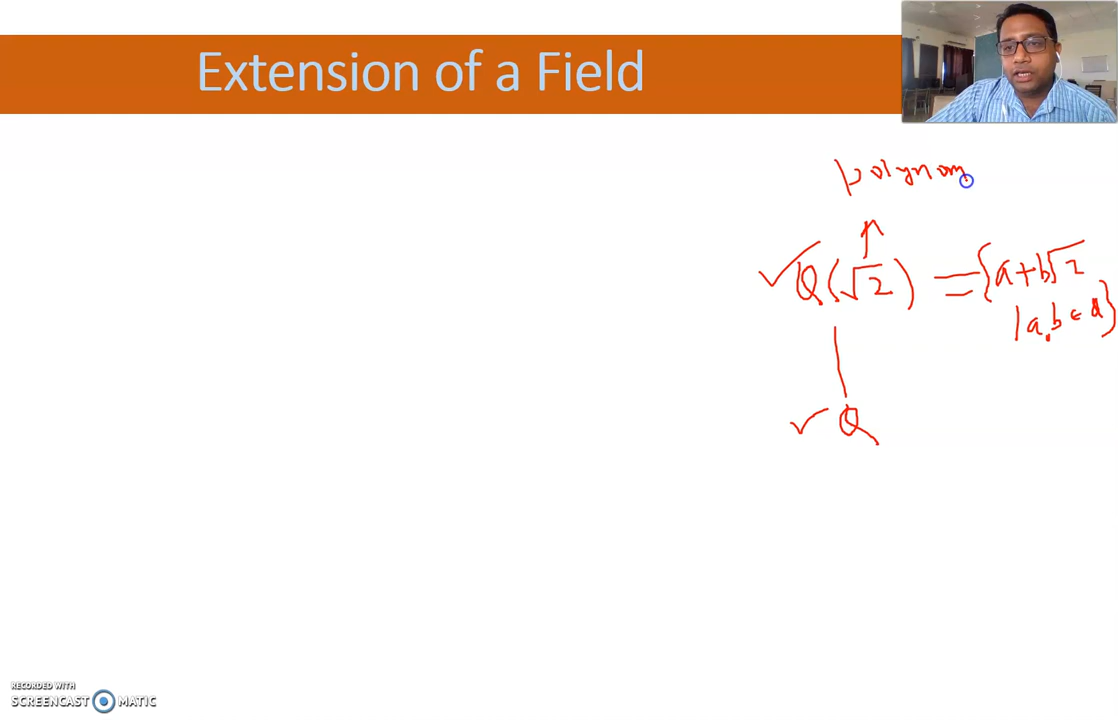 Extension of a Field
polynom
Q(√2) = {a+b√2
|a,b ∈ Q}
Q
RECORDED WITH
SCREENCAST MATIC